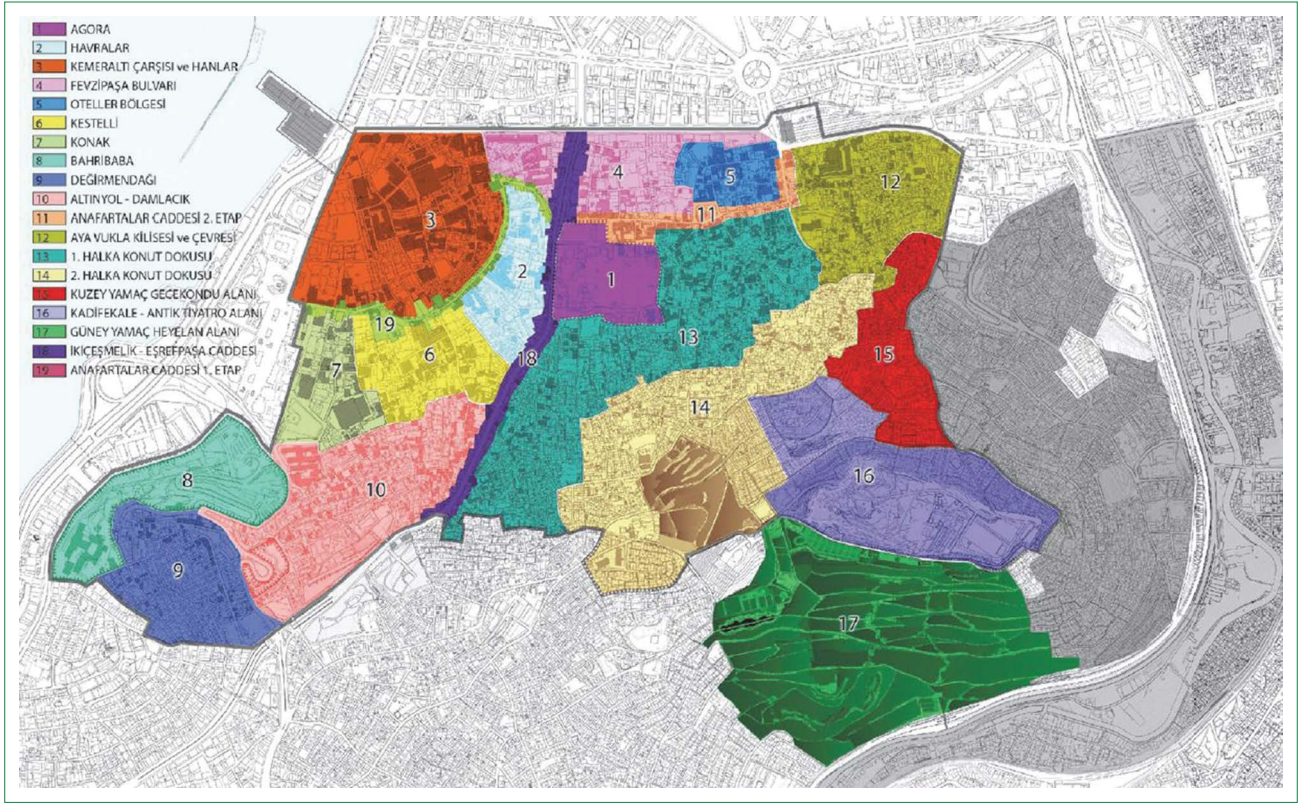 1 AGORA
2 HAVRALAR
3 KEMERALTI ÇARŞISI ve HANLAR
4 FEVZİPAŞA BULVARI
5 OTELLER BÖLGESİ
6 KESTELLİ
7 KONAK
8 BAHRİBABA
9 DEĞİRMENDAĞI
10 ALTINYOL - DAMLACIK
11 ANAFARTALAR CADDESİ 2. ETAP
12 AYA VUKLA KİLİSESİ ve ÇEVRESİ
13 1. HALKA KONUT DOKUSU
14 2. HALKA KONUT DOKUSU
15 KUZEY YAMAÇ GECEKONDU ALANI
16 KADİFEKALE - ANTİK TİYATRO ALANI
17 GÜNEY YAMAÇ HEYELAN ALANI
18 İKİÇEŞMELİK - EŞREFPAŞA CADDESİ
19 ANAFARTALAR CADDESİ 1. ETAP
4
5
12
3
11
2
1
19
13
6
18
7
15
14
8
10
16
9
17